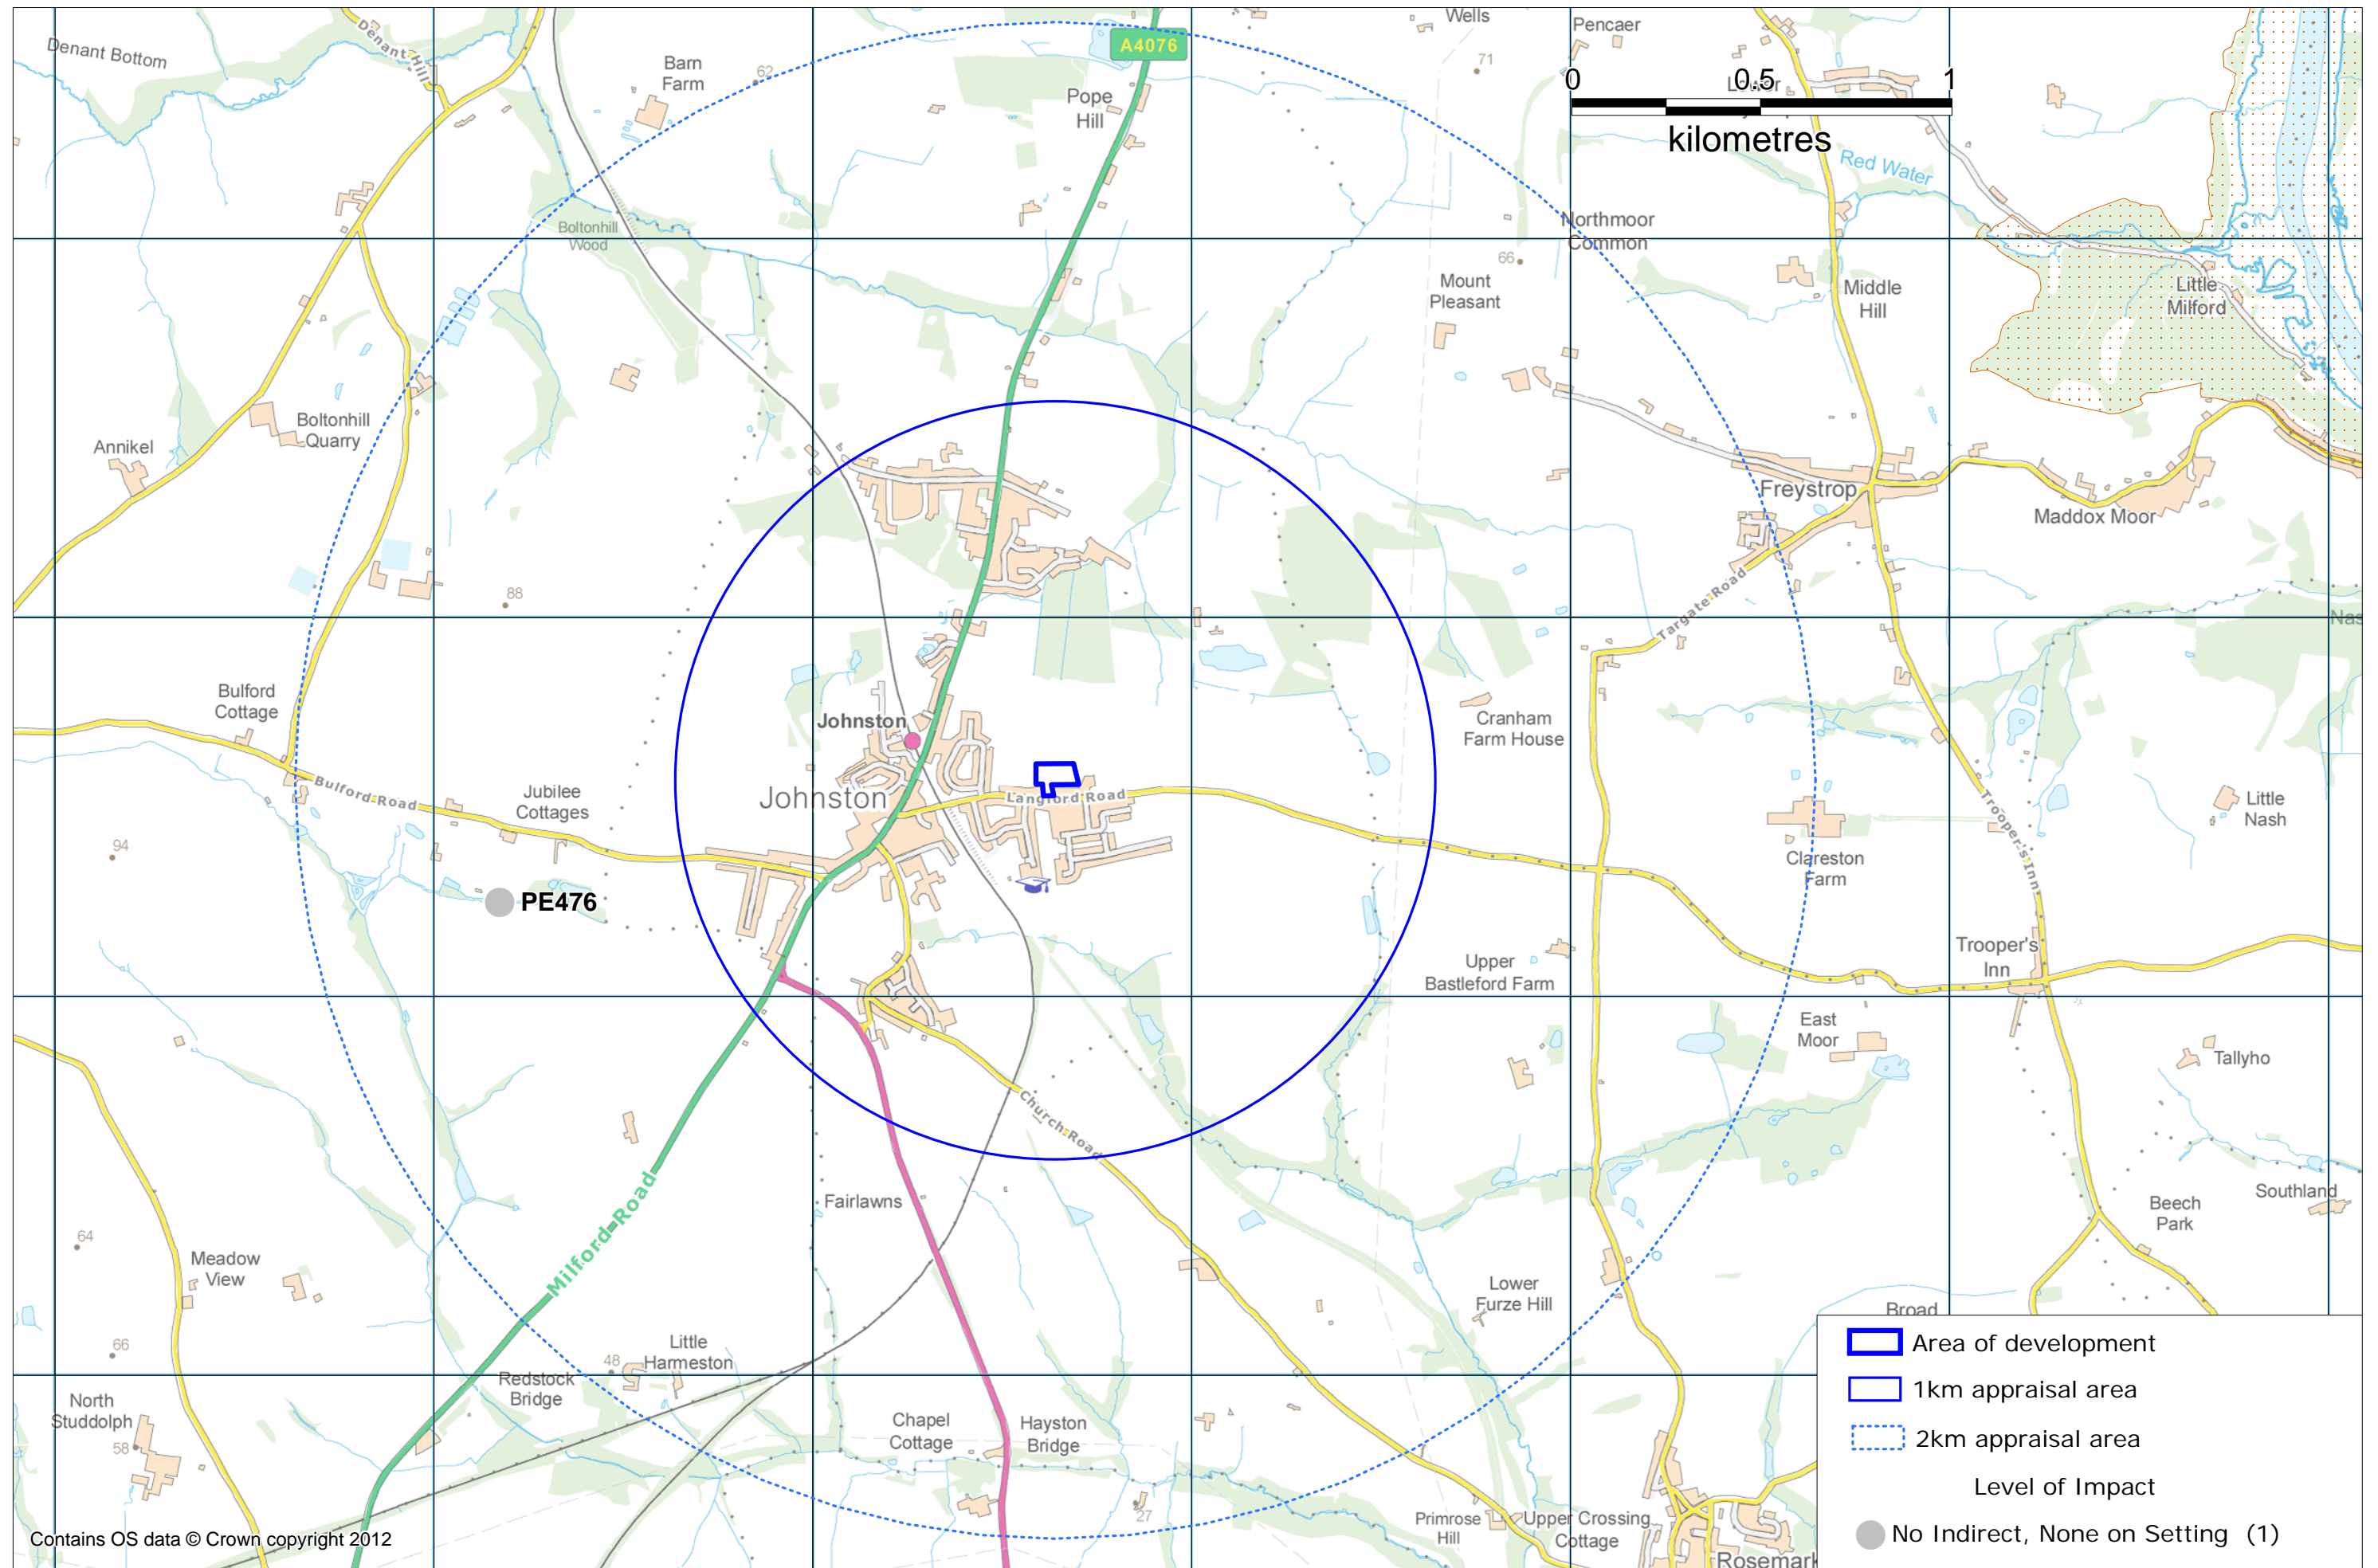 Denant Bottom
Denant Hill
Barn
Farm
62
A4076
Pope
Hill
Wells
71
Pencaer
0 0.5 1
Lower
kilometres
Red Water
Boltonhill
Wood
Northmoor
Common
66
Mount
Pleasant
Middle
Hill
Little
Milford
Annikel
Boltonhill
Quarry
Freystrop
Maddox Moor
88
Targate Road
Nas
Bulford
Cottage
Johnston
Cranham
Farm House
Bulford Road
Jubilee
Cottages
Johnston
Langford Road
Trooper's Inn
Little
Nash
94
Clareston
Farm
PE476
Upper
Bastleford Farm
Trooper's
Inn
East
Moor
Tallyho
Church Road
Milford Road
Fairlawns
Southland
Beech
Park
64
Meadow
View
Lower
Furze Hill
Broad
66
48
Little
Harmeston
Redstock
Bridge
North
Studdolph
58
Chapel
Cottage
Hayston
Bridge
27
Primrose
Hill
Upper Crossing
Cottage
Rosemark
Area of development
1km appraisal area
2km appraisal area
Level of Impact
No Indirect, None on Setting (1)
Contains OS data © Crown copyright 2012